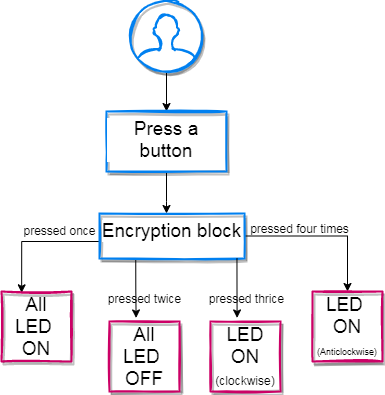 Press a
button
Encryption block
pressed once
pressed four times
pressed twice
pressed thrice
All
LED
ON
All
LED
OFF
LED
ON
(clockwise)
LED
ON
(Anticlockwise)